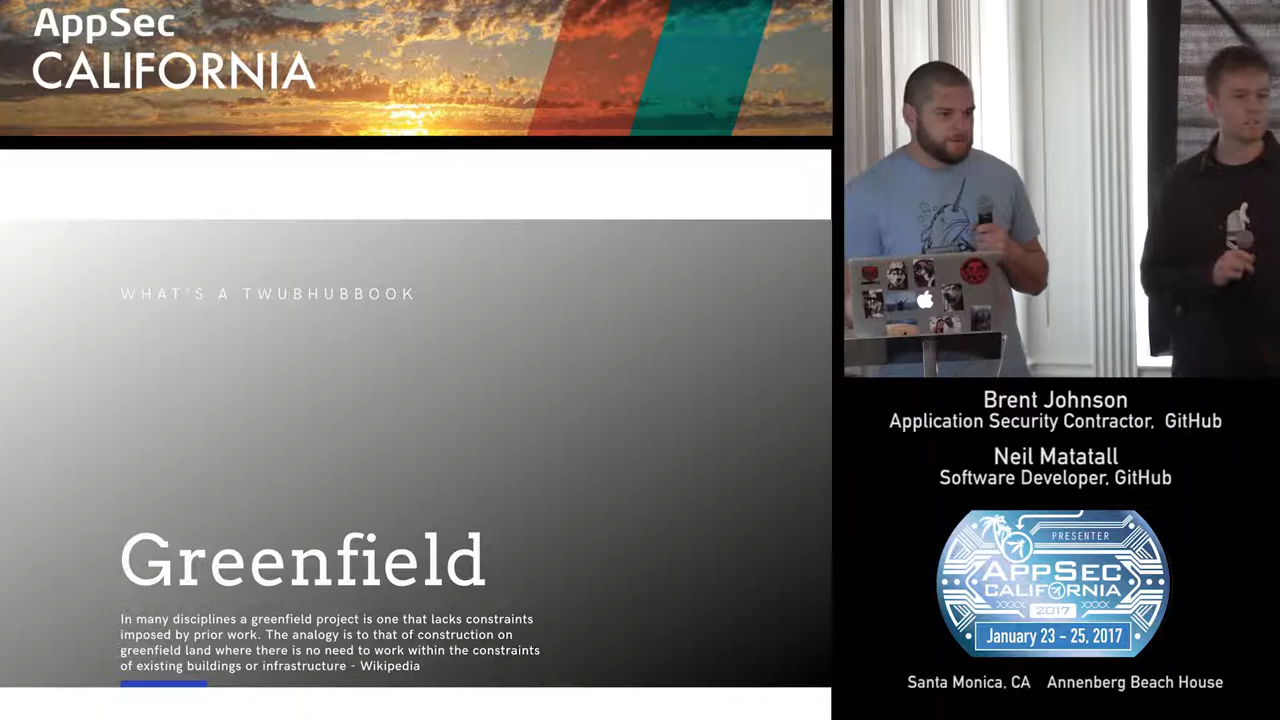 AppSec
CALIFORNIA
WHAT'S A TWUBHUBBOOK
Greenfield
In many disciplines a greenfield project is one that lacks constraints
imposed by prior work. The analogy is to that of construction on
greenfield land where there is no need to work within the constraints
of existing buildings or infrastructure - Wikipedia
Brent Johnson
Application Security Contractor, GitHub
Neil Matatall
Software Developer, GitHub
PRESENTER
APPSEC
CALIFORNIA
2017
January 23 - 25, 2017
Santa Monica, CA Annenberg Beach House